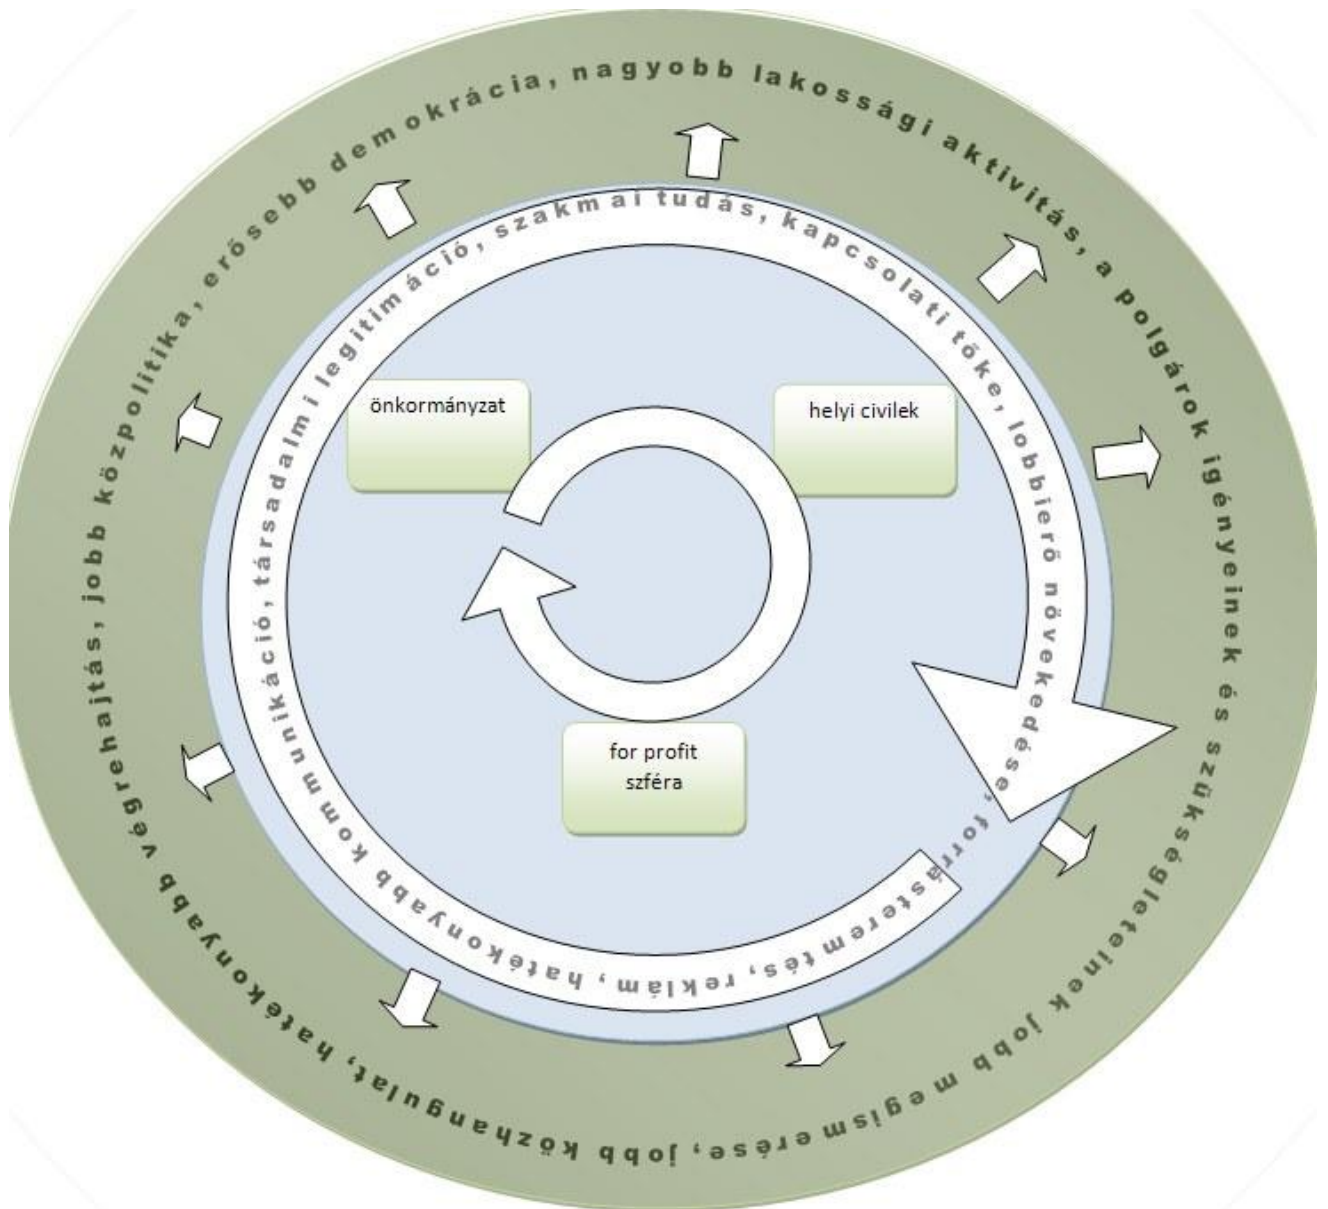 hatékonyabb végrehajtás, jobb közpolitika, erősebb demokrácia, nagyobb lakossági aktivitás, a polgárok igényeinek és szükségleteinek jobb megismerése, jobb közhangulat,
forrásteremtés, reklám, hatékonyabb kommunikáció, társadalmi legitimáció, szakmai tudás, kapcsolati tőke, lobbierő növekedése,
önkormányzat
helyi civilek
for profit
szféra